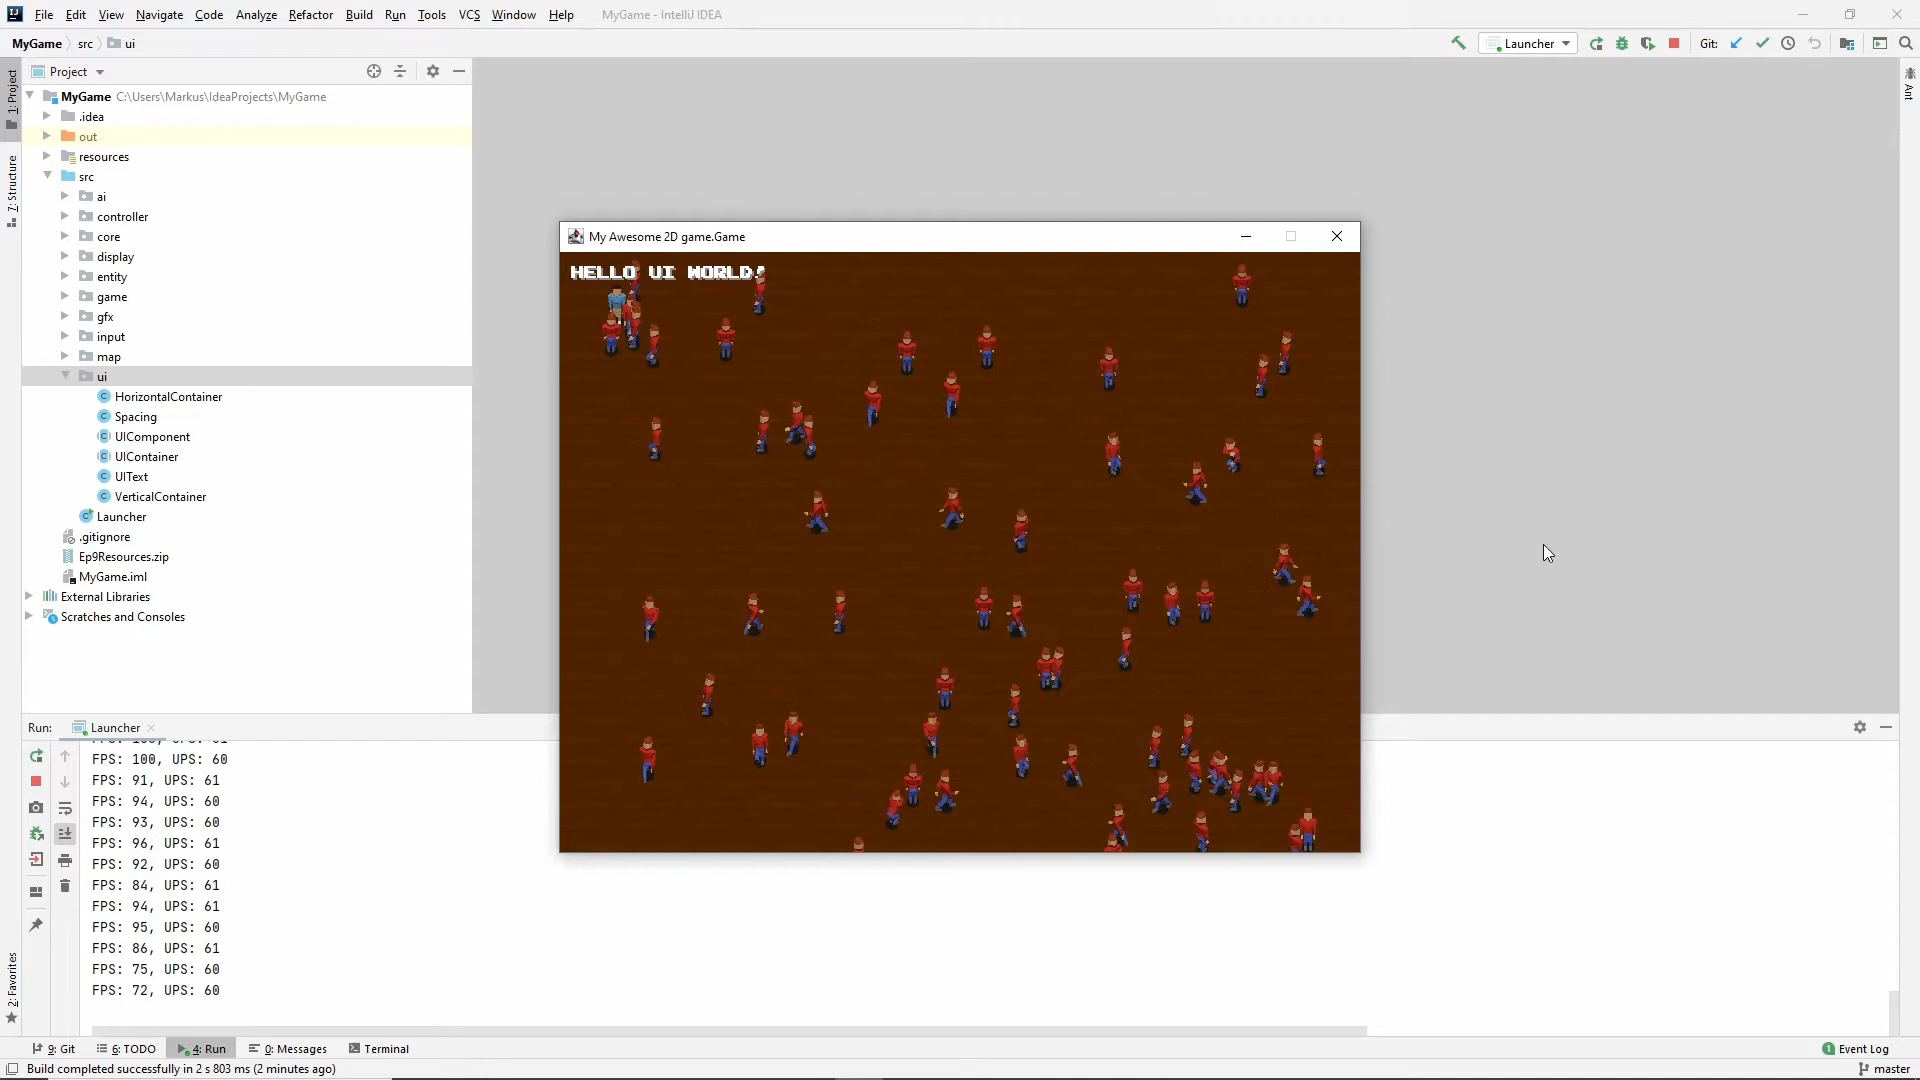 File Edit View Navigate Code Analyze Refactor Build Run Tools VCS Window Help MyGame - IntelliJ IDEA
MyGame src ui Launcher Git:
1: Project
Project
MyGame C:\Users\Markus\IdeaProjects\MyGame
.idea
out
resources
src
ai
controller
core
display
entity
game
gfx
input
map
ui
HorizontalContainer
Spacing
UIComponent
UIContainer
UIText
VerticalContainer
Launcher
.gitignore
Ep9Resources.zip
MyGame.iml
External Libraries
Scratches and Consoles
7: Structure
Ant
My Awesome 2D game.Game
HELLO UI WORLD!
Run: Launcher
FPS: 100, UPS: 60
FPS: 91, UPS: 61
FPS: 94, UPS: 60
FPS: 93, UPS: 60
FPS: 96, UPS: 61
FPS: 92, UPS: 60
FPS: 84, UPS: 61
FPS: 94, UPS: 61
FPS: 95, UPS: 60
FPS: 86, UPS: 61
FPS: 75, UPS: 60
FPS: 72, UPS: 60
2: Favorites
9: Git 6: TODO 4: Run 0: Messages Terminal 1 Event Log
Build completed successfully in 2 s 803 ms (2 minutes ago) master